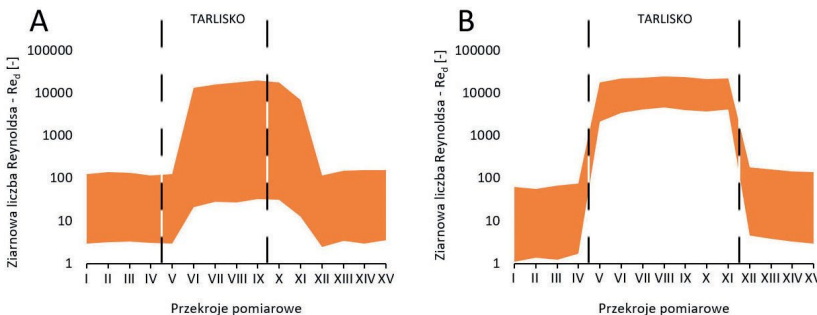 A
TARLISKO
Ziarnowa liczba Reynoldsa - Red [-]
100000
10000
1000
100
10
1
I II III IV V VI VII VIII IX X XI XII XIII XIV XV
Przekroje pomiarowe
B
TARLISKO
Ziarnowa liczba Reynoldsa - Red [-]
100000
10000
1000
100
10
1
I II III IV V VI VII VIII IX X XI XII XIII XIV XV
Przekroje pomiarowe